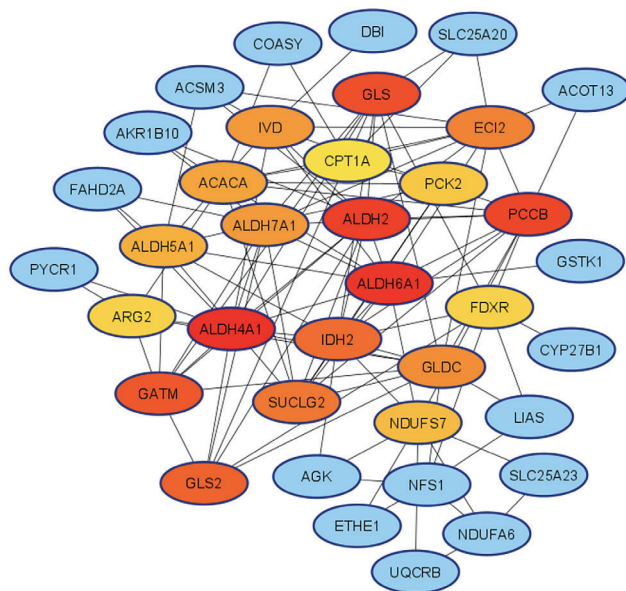 DBI
COASY
SLC25A20
ACSM3
GLS
ACOT13
AKR1B10
IVD
ECI2
CPT1A
FAHD2A
ACACA
PCK2
ALDH7A1
ALDH2
PCCB
ALDH5A1
PYCR1
ALDH6A1
GSTK1
ARG2
ALDH4A1
FDXR
IDH2
CYP27B1
GLDC
GATM
SUCLG2
NDUFS7
LIAS
GLS2
AGK
NFS1
SLC25A23
ETHE1
NDUFA6
UQCRB